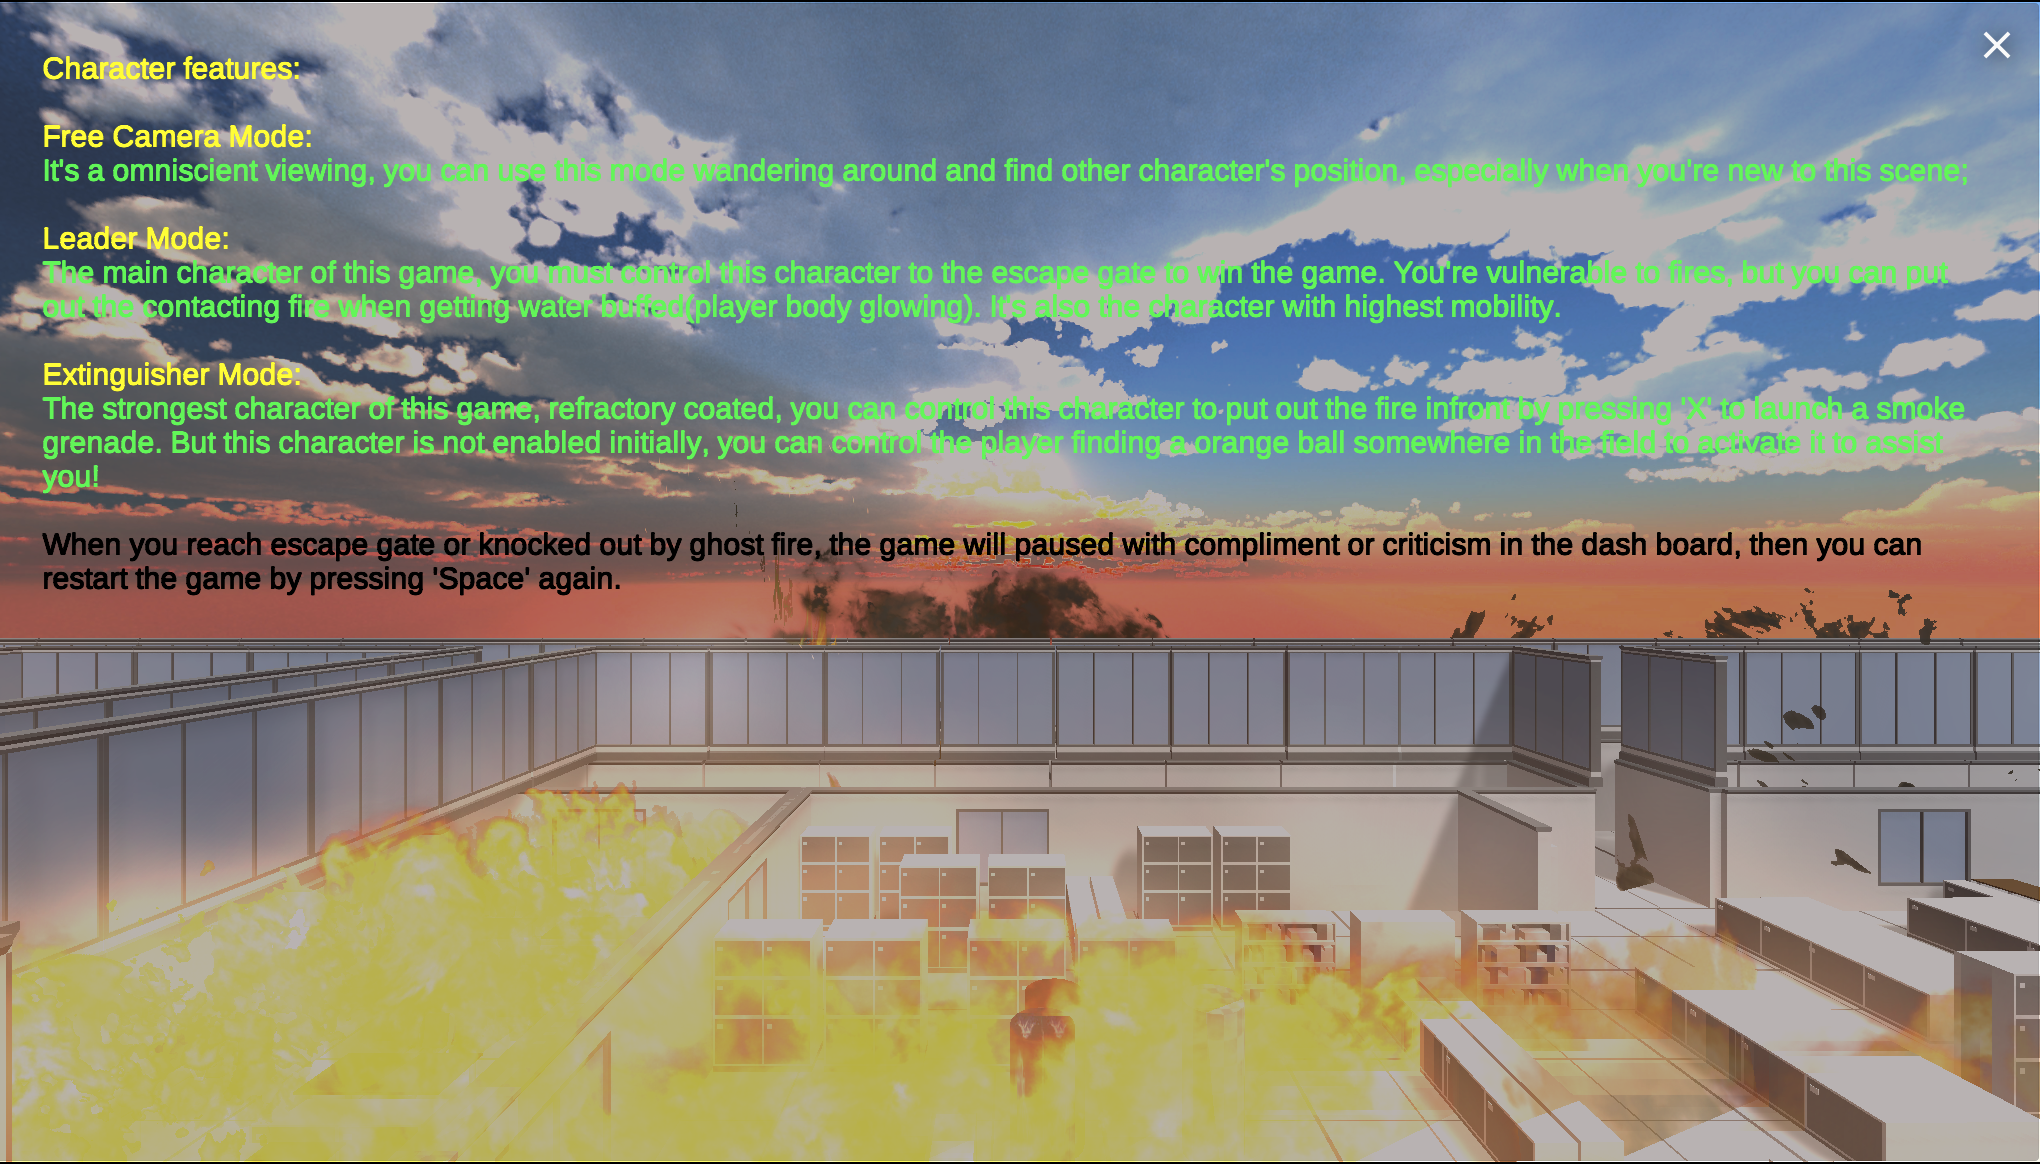 Character features:
Free Camera Mode:
It's a omniscient viewing, you can use this mode wandering around and find other character's position, especially when you're new to this scene;
Leader Mode:
The main character of this game, you must control this character to the escape gate to win the game. You're vulnerable to fires, but you can put
out the contacting fire when getting water buffed(player body glowing). It's also the character with highest mobility.
Extinguisher Mode:
The strongest character of this game, refractory coated, you can control this character to put out the fire infront by pressing 'X' to launch a smoke
grenade. But this character is not enabled initially, you can control the player finding a orange ball somewhere in the field to activate it to assist
you!
When you reach escape gate or knocked out by ghost fire, the game will paused with compliment or criticism in the dash board, then you can
restart the game by pressing 'Space' again.